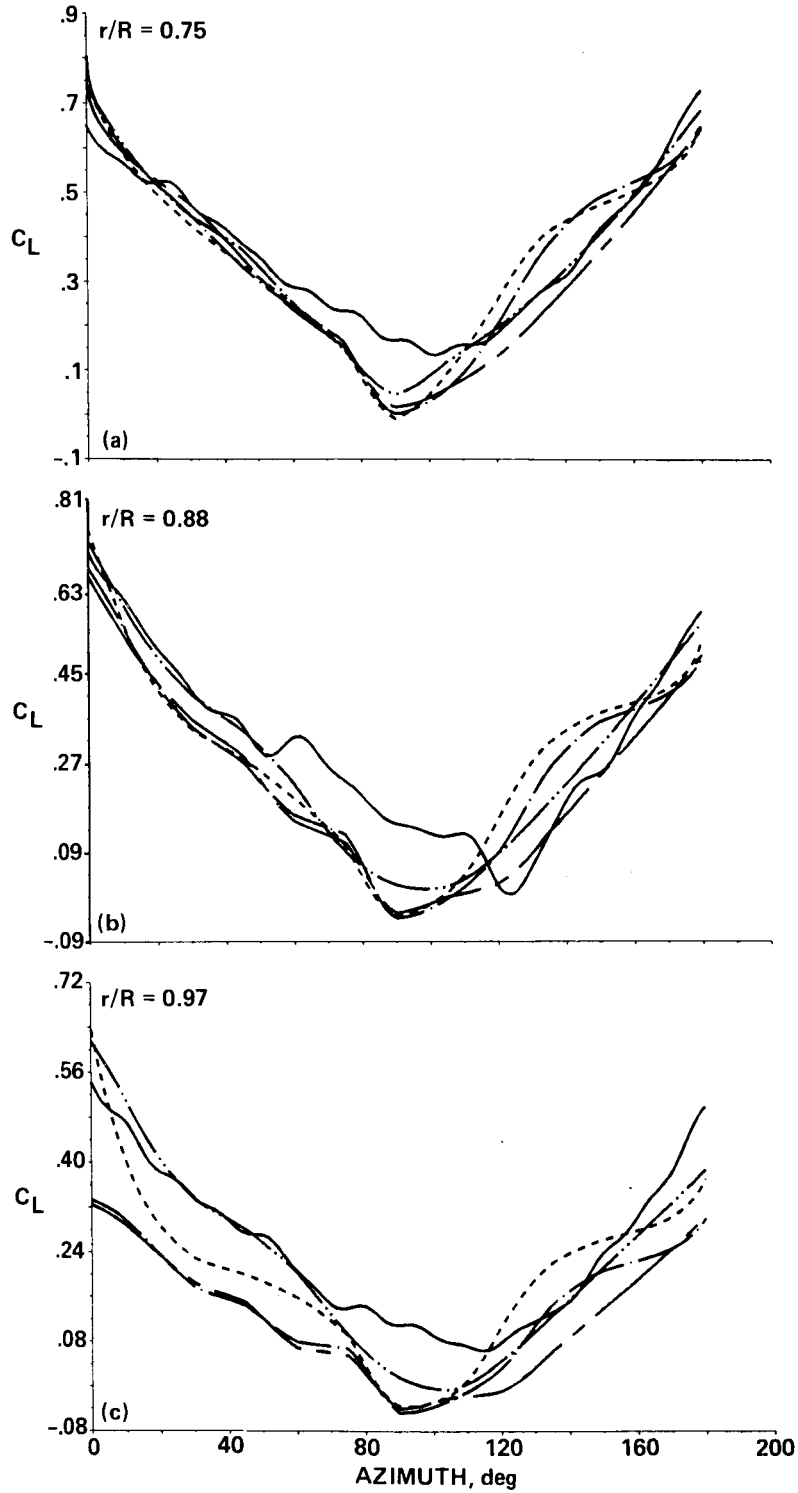 .9
r/R = 0.75
.7
.5
C_L
.3
.1
-.1
(a)
.81
r/R = 0.88
.63
.45
C_L
.27
.09
-.09
(b)
.72
r/R = 0.97
.56
.40
C_L
.24
.08
-.08
(c)
0 40 80 120 160 200
AZIMUTH, deg